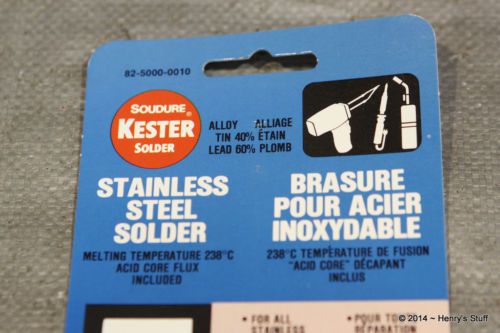 82-5000-0010
SOUDURE
KESTER
SOLDER
ALLOY ALLIAGE
TIN 40% ÉTAIN
LEAD 60% PLOMB
STAINLESS
STEEL
SOLDER
MELTING TEMPERATURE 238°C
ACID CORE FLUX
INCLUDED
BRASURE
POUR ACIER
INOXYDABLE
238°C TEMPÉRATURE DE FUSION
"ACID CORE" DÉCAPANT
INCLUS
• FOR ALL
STAINLESS
• POUR TO
RÉPARATION
© 2014 ~ Henry's Stuff